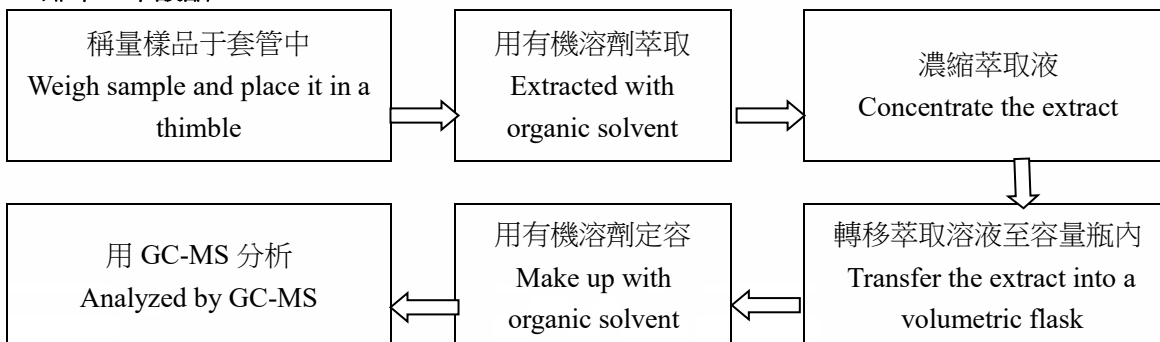 稱量樣品于套管中
Weigh sample and place it in a
thimble
用有機溶劑萃取
Extracted with
organic solvent
濃縮萃取液
Concentrate the extract
轉移萃取溶液至容量瓶內
Transfer the extract into a
volumetric flask
用有機溶劑定容
Make up with
organic solvent
用 GC-MS 分析
Analyzed by GC-MS